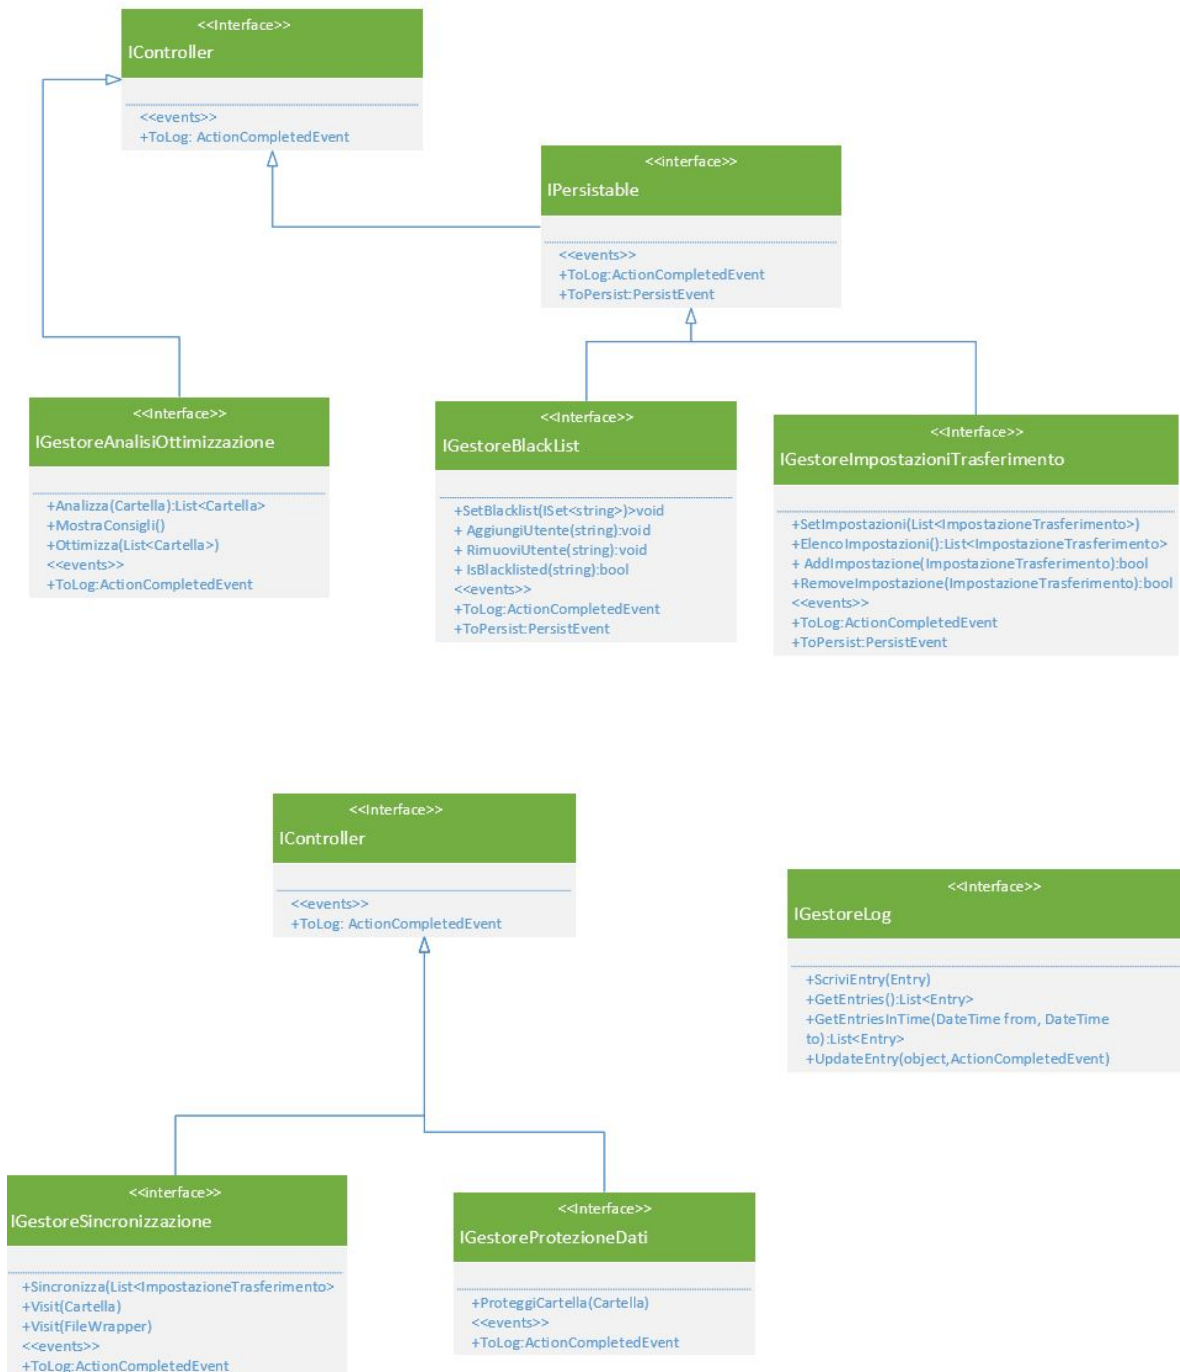 <<Interface>>
IController
<<events>>
+ToLog: ActionCompletedEvent
<<interface>>
IPersistable
<<events>>
+ToLog:ActionCompletedEvent
+ToPersist:PersistEvent
<<Interface>>
IGestoreAnalisiOttimizzazione
+Analizza(Cartella):List<Cartella>
+MostraConsigli()
+Ottimizza(List<Cartella>)
<<events>>
+ToLog:ActionCompletedEvent
<<Interface>>
IGestoreBlackList
+SetBlacklist(ISet<string>)>void
+ AggiungiUtente(string):void
+ RimuoviUtente(string):void
+ IsBlacklisted(string):bool
<<events>>
+ToLog:ActionCompletedEvent
+ToPersist:PersistEvent
<<Interface>>
IGestoreImpostazioniTrasferimento
+SetImpostazioni(List<ImpostazioneTrasferimento>)
+ElencoImpostazioni():List<ImpostazioneTrasferimento>
+ AddImpostazione(ImpostazioneTrasferimento):bool
+RemoveImpostazione(ImpostazioneTrasferimento):bool
<<events>>
+ToLog:ActionCompletedEvent
+ToPersist:PersistEvent
<<Interface>>
IController
<<events>>
+ToLog: ActionCompletedEvent
<<Interface>>
IGestoreLog
+ScriviEntry(Entry)
+GetEntries():List<Entry>
+GetEntriesInTime(DateTime from, DateTime
to):List<Entry>
+UpdateEntry(object,ActionCompletedEvent)
<<interface>>
IGestoreSincronizzazione
+Sincronizza(List<ImpostazioneTrasferimento>
+Visit(Cartella)
+Visit(FileWrapper)
<<events>>
+ToLog:ActionCompletedEvent
<<Interface>>
IGestoreProtezioneDati
+ProteggiCartella(Cartella)
<<events>>
+ToLog:ActionCompletedEvent